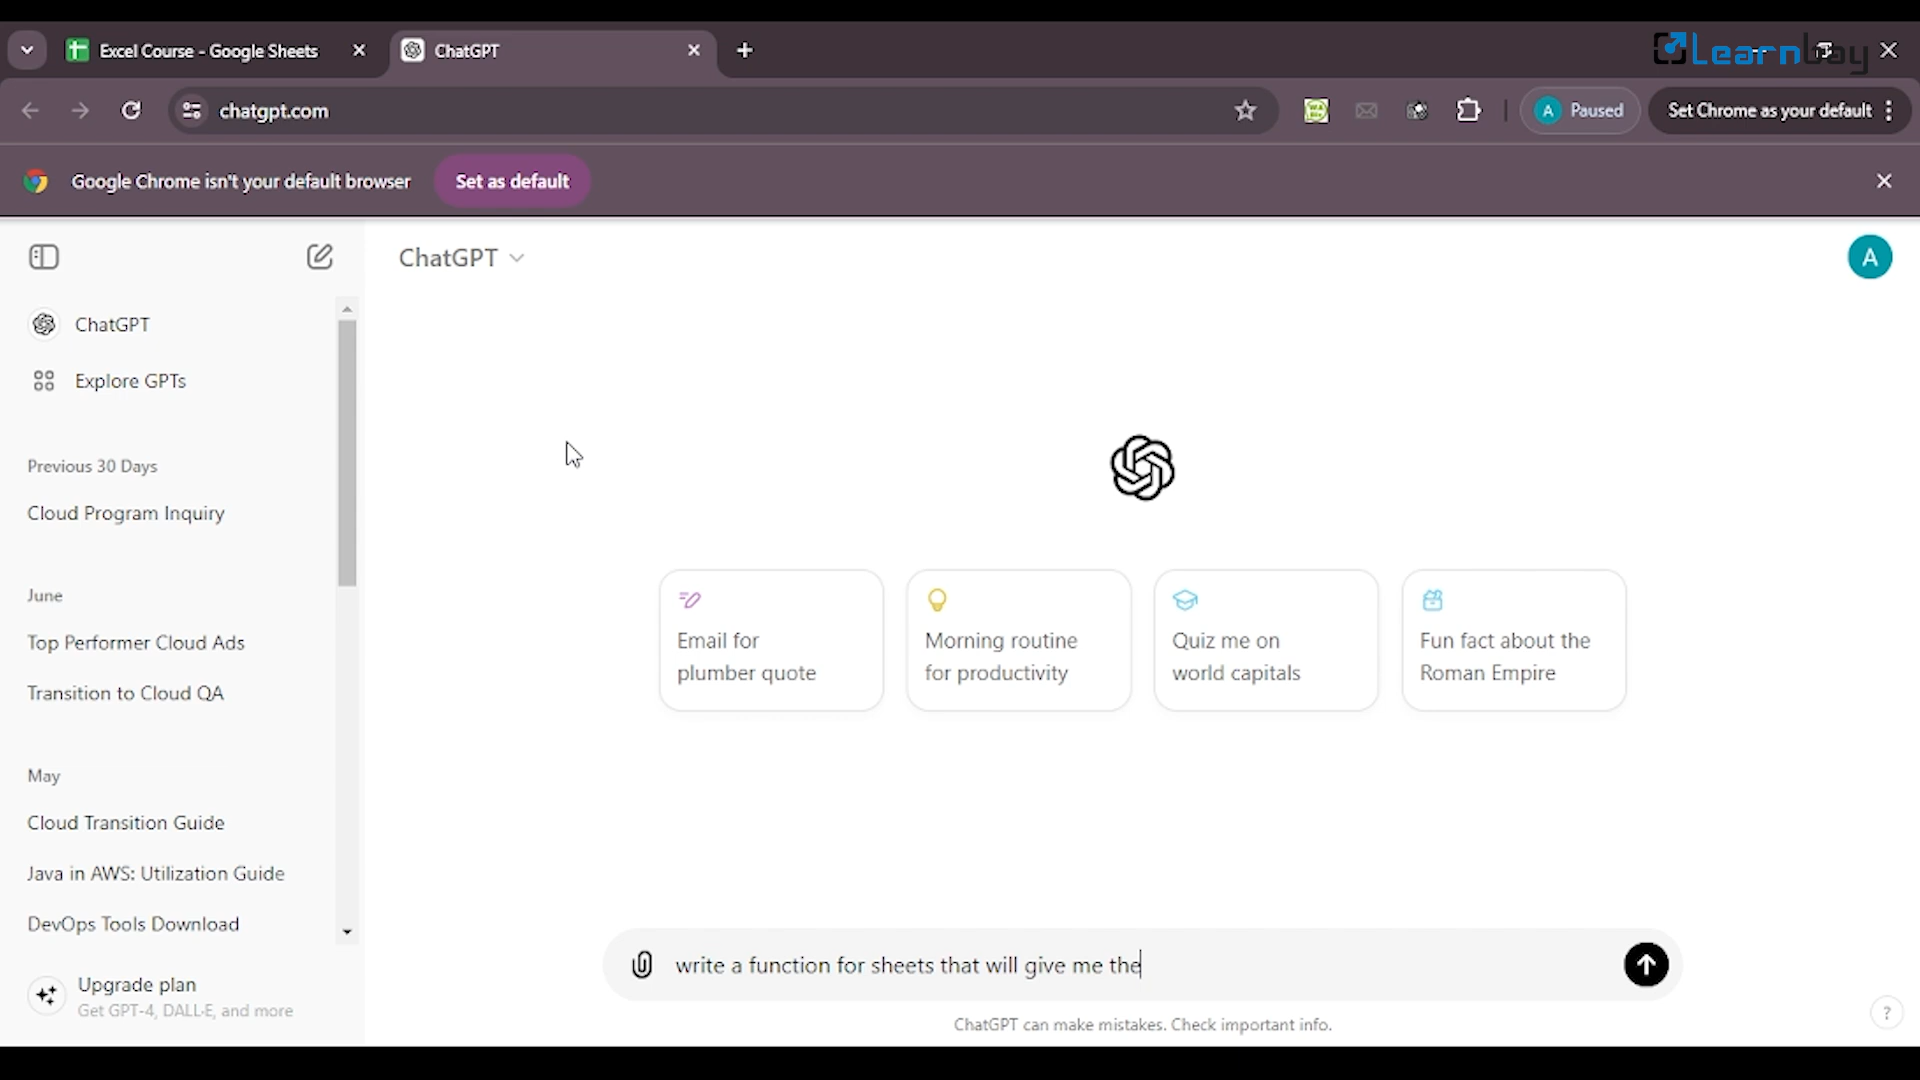 Excel Course - Google Sheets
ChatGPT
Learnbay
chatgpt.com
A
Paused
Set Chrome as your default
Google Chrome isn't your default browser
Set as default
ChatGPT
A
ChatGPT
Explore GPTs
Previous 30 Days
Cloud Program Inquiry
June
Top Performer Cloud Ads
Transition to Cloud QA
May
Cloud Transition Guide
Java in AWS: Utilization Guide
DevOps Tools Download
Upgrade plan
Get GPT-4, DALL·E, and more
Email for
plumber quote
Morning routine
for productivity
Quiz me on
world capitals
Fun fact about the
Roman Empire
write a function for sheets that will give me the
ChatGPT can make mistakes. Check important info.
?